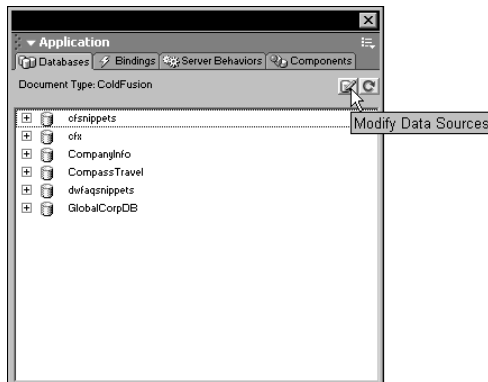 Application
Databases Bindings Server Behaviors Components
Document Type: ColdFusion
Modify Data Sources
cfsnippets
cfx
CompanyInfo
CompassTravel
dwfaqsnippets
GlobalCorpDB